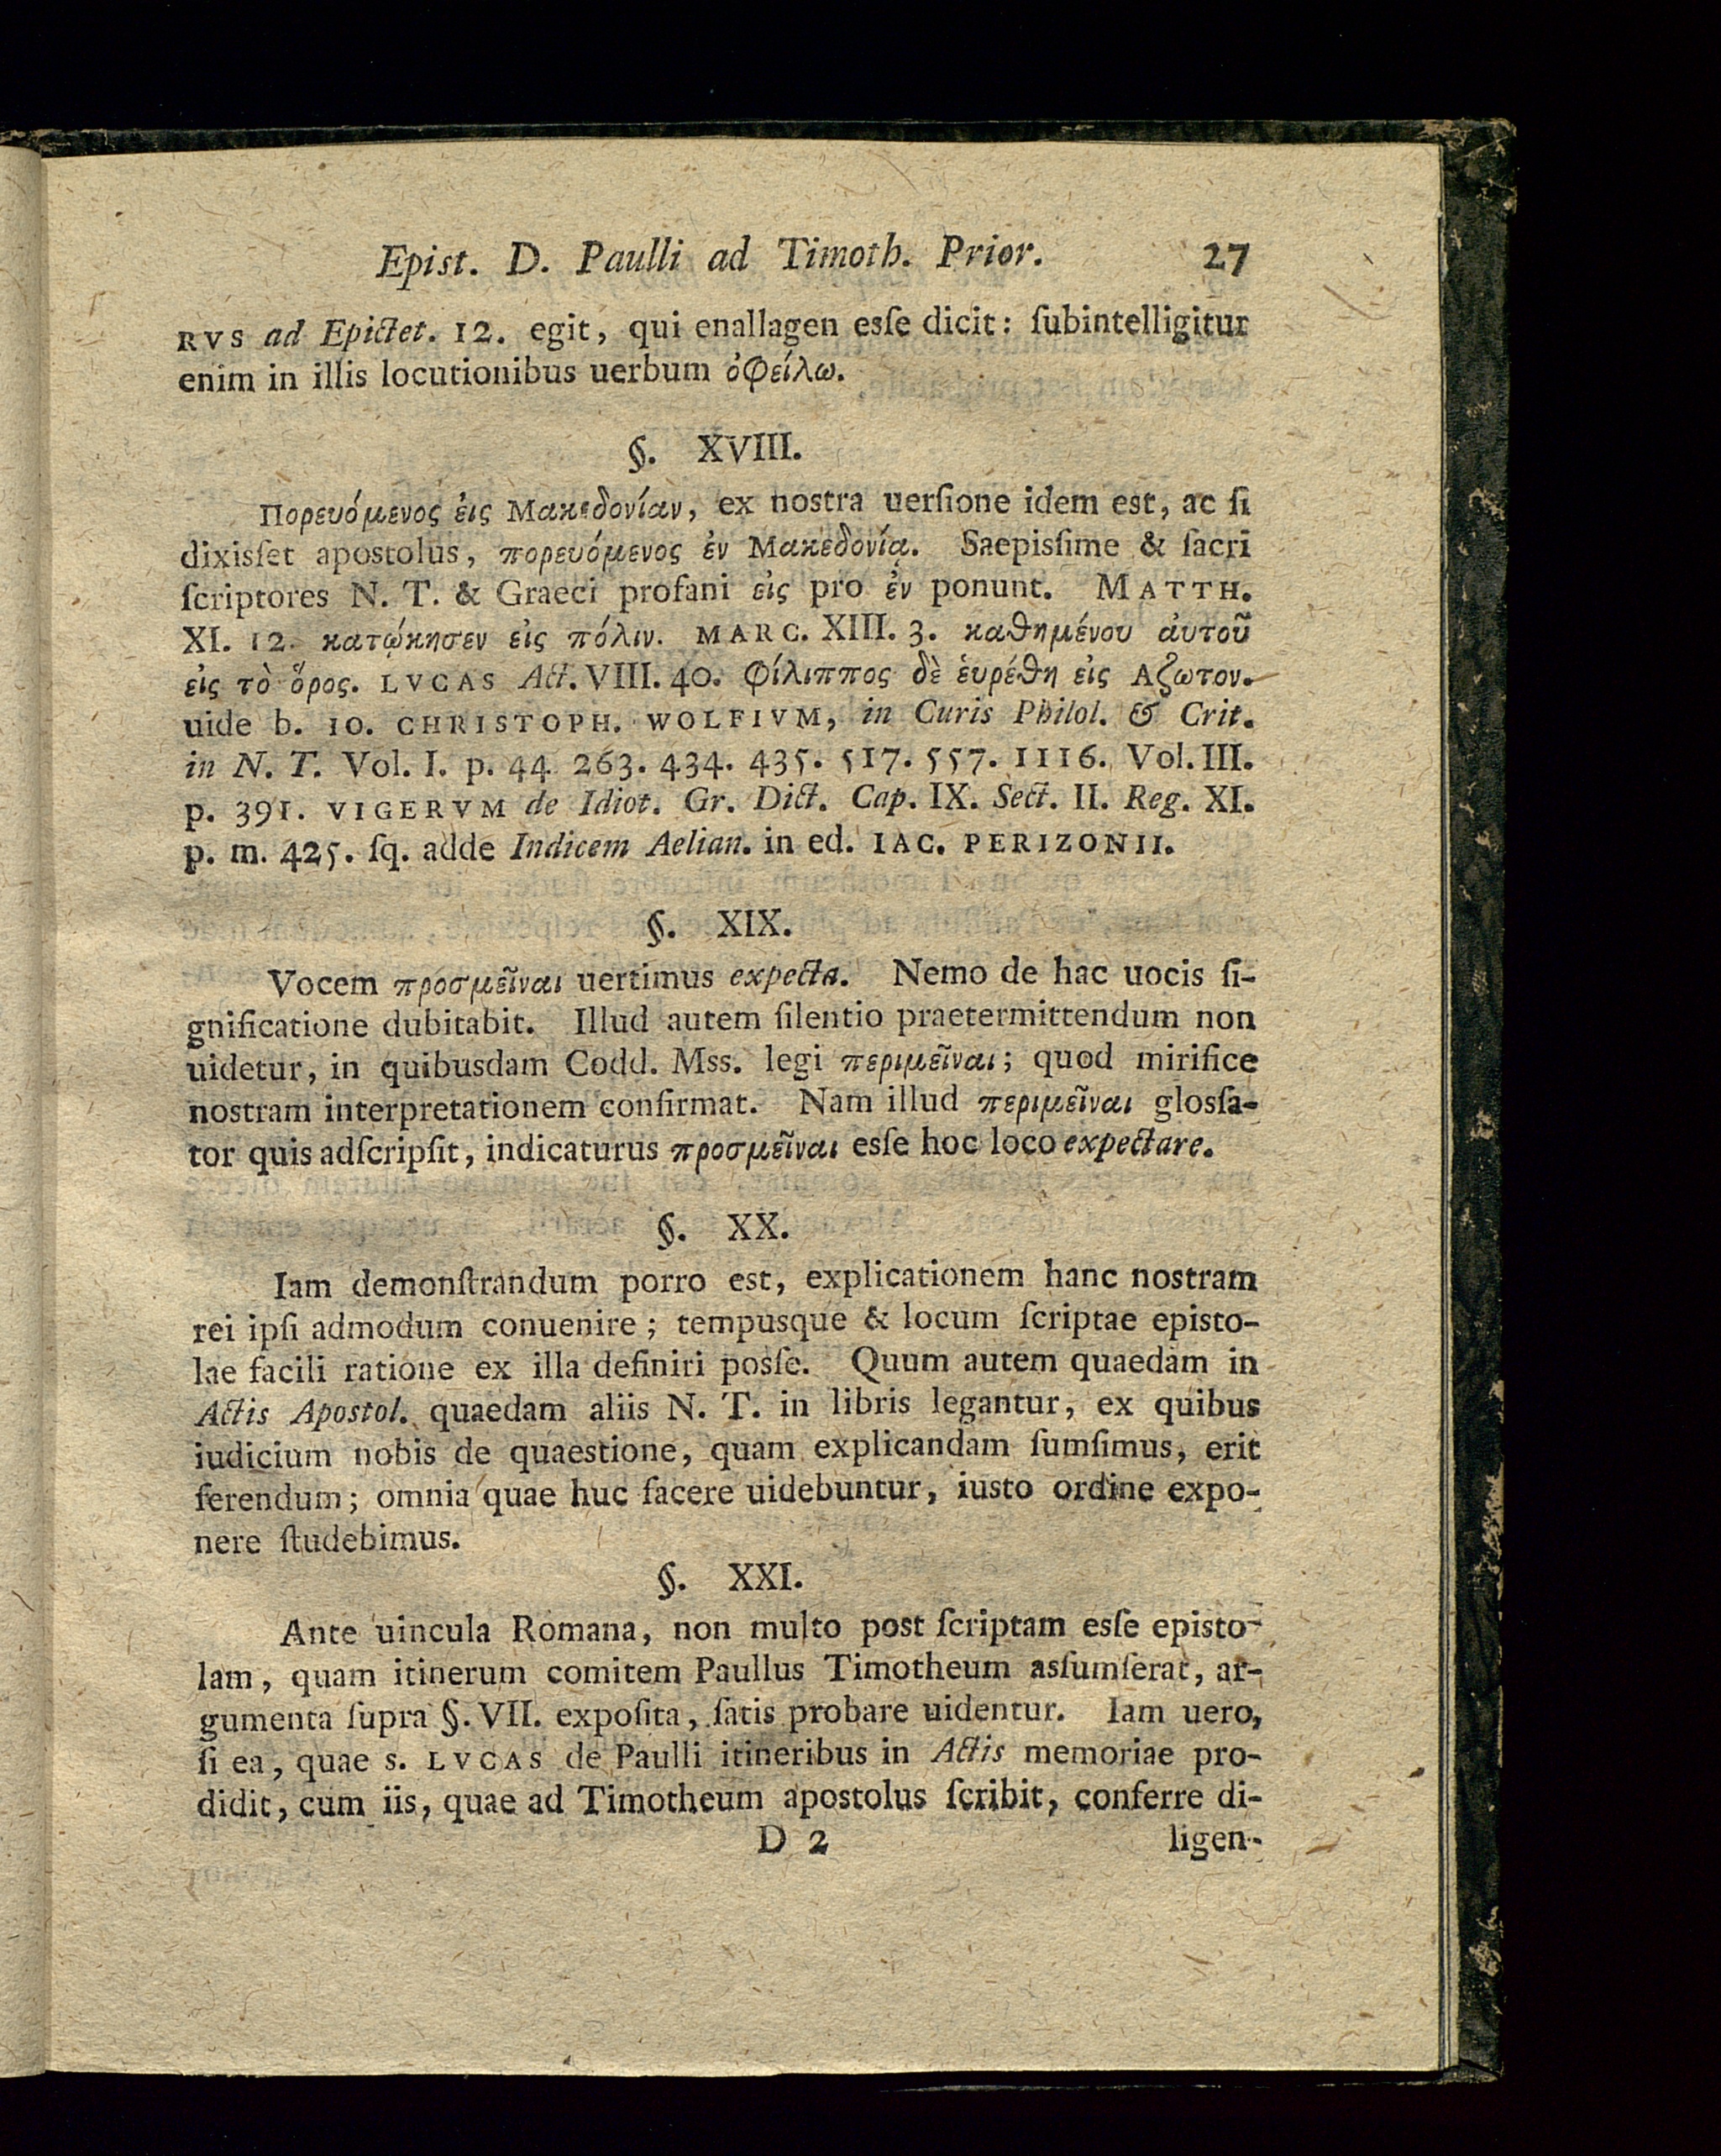 Epist. D. Paulli ad Timoth. Prior. 27
RVS ad Epictet. 12. egit, qui enallagen esſe dicit: ſubintelligitur
enim in illis locutionibus uerbum ὀφείλω.
§. XVIII.
Πορευόμενος ἐις Μακεδονίαν, ex nostra uerſione idem est, ac ſi
dixisſet apostolus, πορευόμενος ἐν Μακεδονίᾳ. Saepisſime & ſacri
ſcriptores N. T. & Graeci profani εἰς pro ἐν ponunt. MATTH.
XI. 12. κατῴκησεν εἰς πόλιν. MARC. XIII. 3. καθημένου ἀυτοῦ
εἰς τὸ ὄρος. LVCAS Act. VIII. 40. Φίλιππος δὲ ἑυρέθη εἰς Αζωτον.
uide b. IO. CHRISTOPH. WOLFIVM, in Curis Philol. & Crit.
in N. T. Vol. I. p. 44 263. 434. 435. 517. 557. 1116. Vol. III.
p. 391. VIGERVM de Idiot. Gr. Dict. Cap. IX. Sect. II. Reg. XI.
p. m. 425. ſq. adde Indicem Aelian. in ed. IAC. PERIZONII.
§. XIX.
Vocem προσμεῖναι uertimus expecta. Nemo de hac uocis ſi-
gnificatione dubitabit. Illud autem ſilentio praetermittendum non
uidetur, in quibusdam Codd. Mss. legi περιμεῖναι; quod mirifice
nostram interpretationem confirmat. Nam illud περιμεῖναι glosſa-
tor quis adſcripſit, indicaturus προσμεῖναι esſe hoc loco expectare.
§. XX.
Iam demonſtrandum porro est, explicationem hanc nostram
rei ipſi admodum conuenire; tempusque & locum ſcriptae episto-
lae facili ratione ex illa definiri posſe. Quum autem quaedam in
Actis Apostol. quaedam aliis N. T. in libris legantur, ex quibus
iudicium nobis de quaestione, quam explicandam ſumſimus, erit
ferendum; omnia quae huc facere uidebuntur, iusto ordine expo-
nere ſtudebimus.
§. XXI.
Ante uincula Romana, non multo post ſcriptam esſe episto-
lam, quam itinerum comitem Paullus Timotheum asſumſerat, ar-
gumenta ſupra §. VII. expoſita, ſatis probare uidentur. Iam uero,
ſi ea, quae s. LVCAS de Paulli itineribus in Actis memoriae pro-
didit, cum iis, quae ad Timotheum apostolus ſcribit, conferre di-
D 2 ligen-